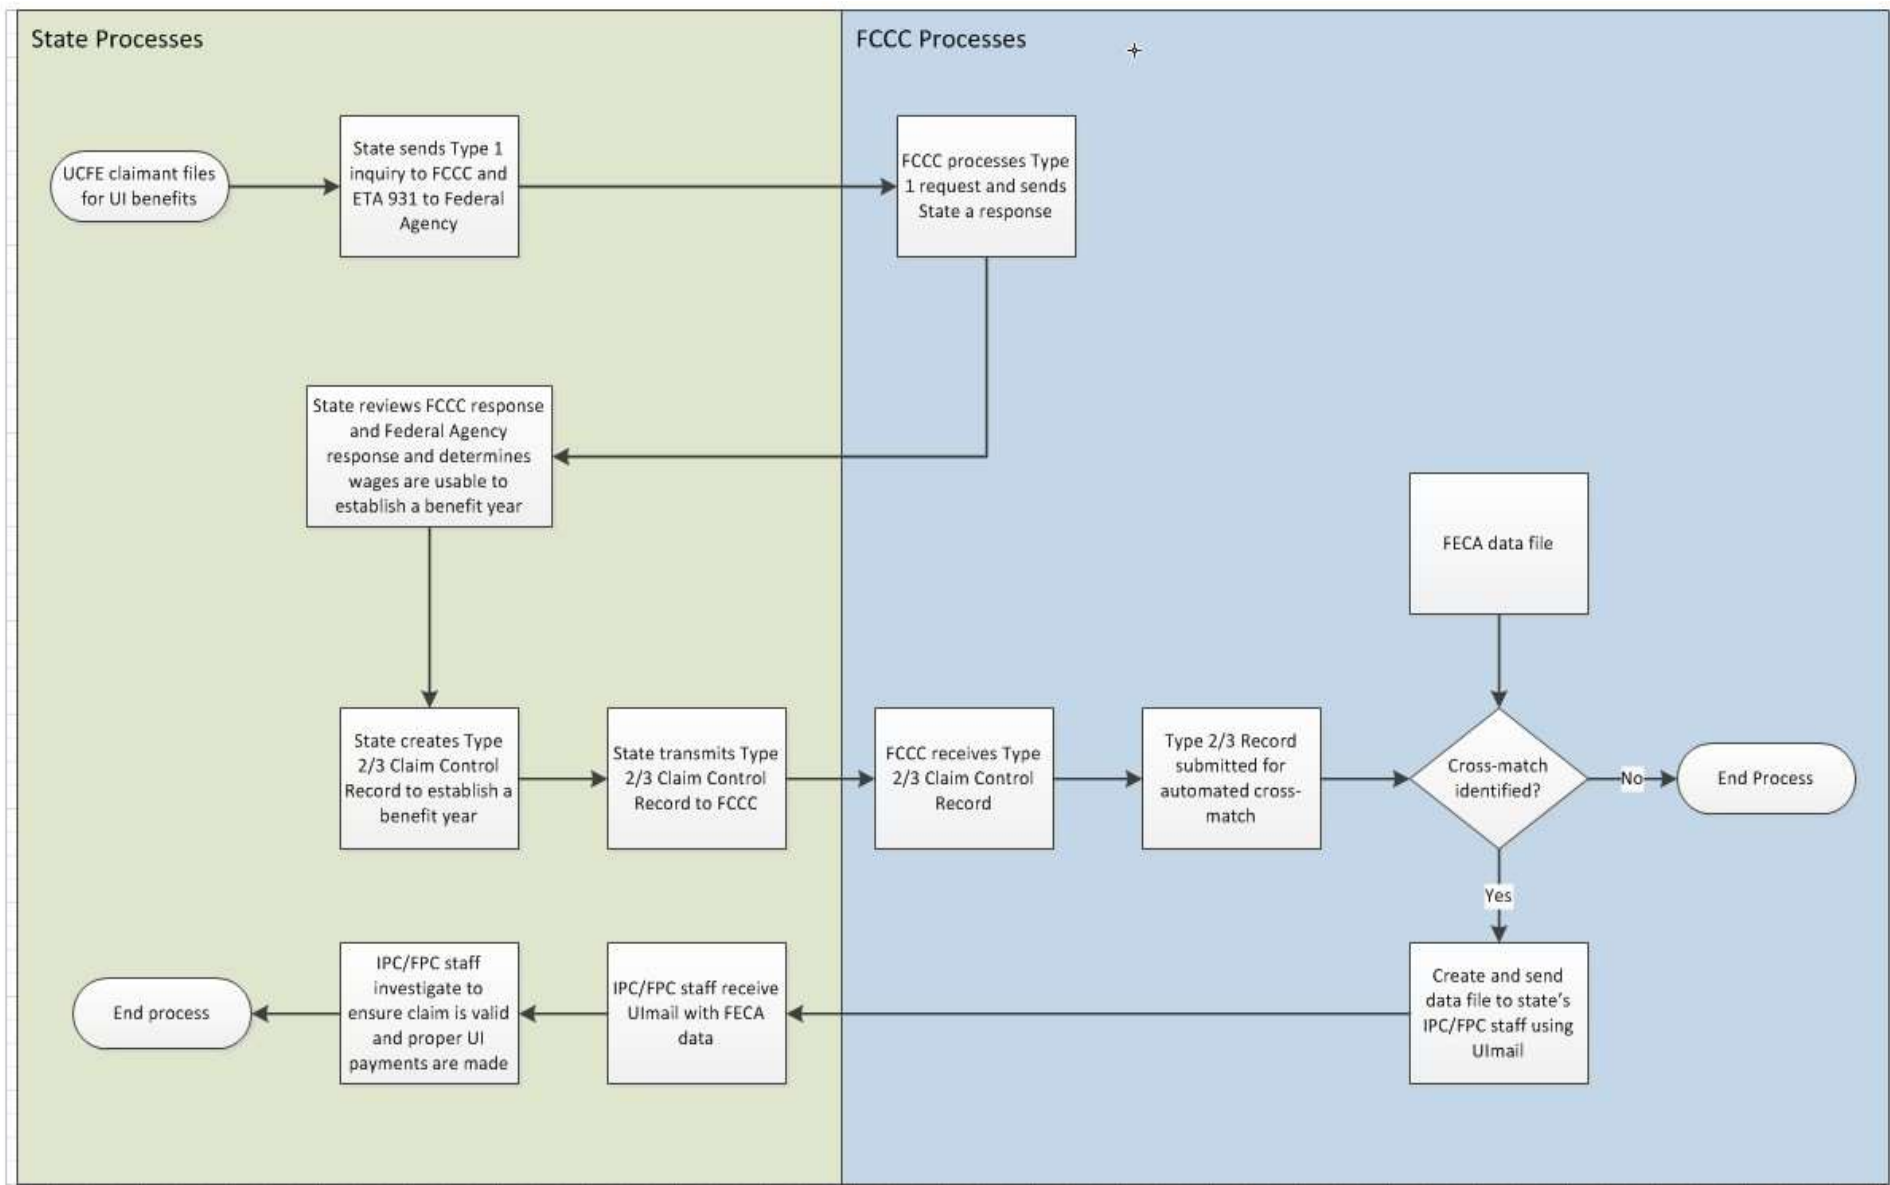 State Processes
FCCC Processes
UCFE claimant files
for UI benefits
State sends Type 1
inquiry to FCCC and
ETA 931 to Federal
Agency
FCCC processes Type
1 request and sends
State a response
State reviews FCCC response
and Federal Agency
response and determines
wages are usable to
establish a benefit year
FECA data file
State creates Type
2/3 Claim Control
Record to establish a
benefit year
State transmits Type
2/3 Claim Control
Record to FCCC
FCCC receives Type
2/3 Claim Control
Record
Type 2/3 Record
submitted for
automated cross-
match
Cross-match
identified?
No
End Process
Yes
End process
IPC/FPC staff
investigate to
ensure claim is valid
and proper UI
payments are made
IPC/FPC staff receive
UImail with FECA
data
Create and send
data file to state's
IPC/FPC staff using
UImail